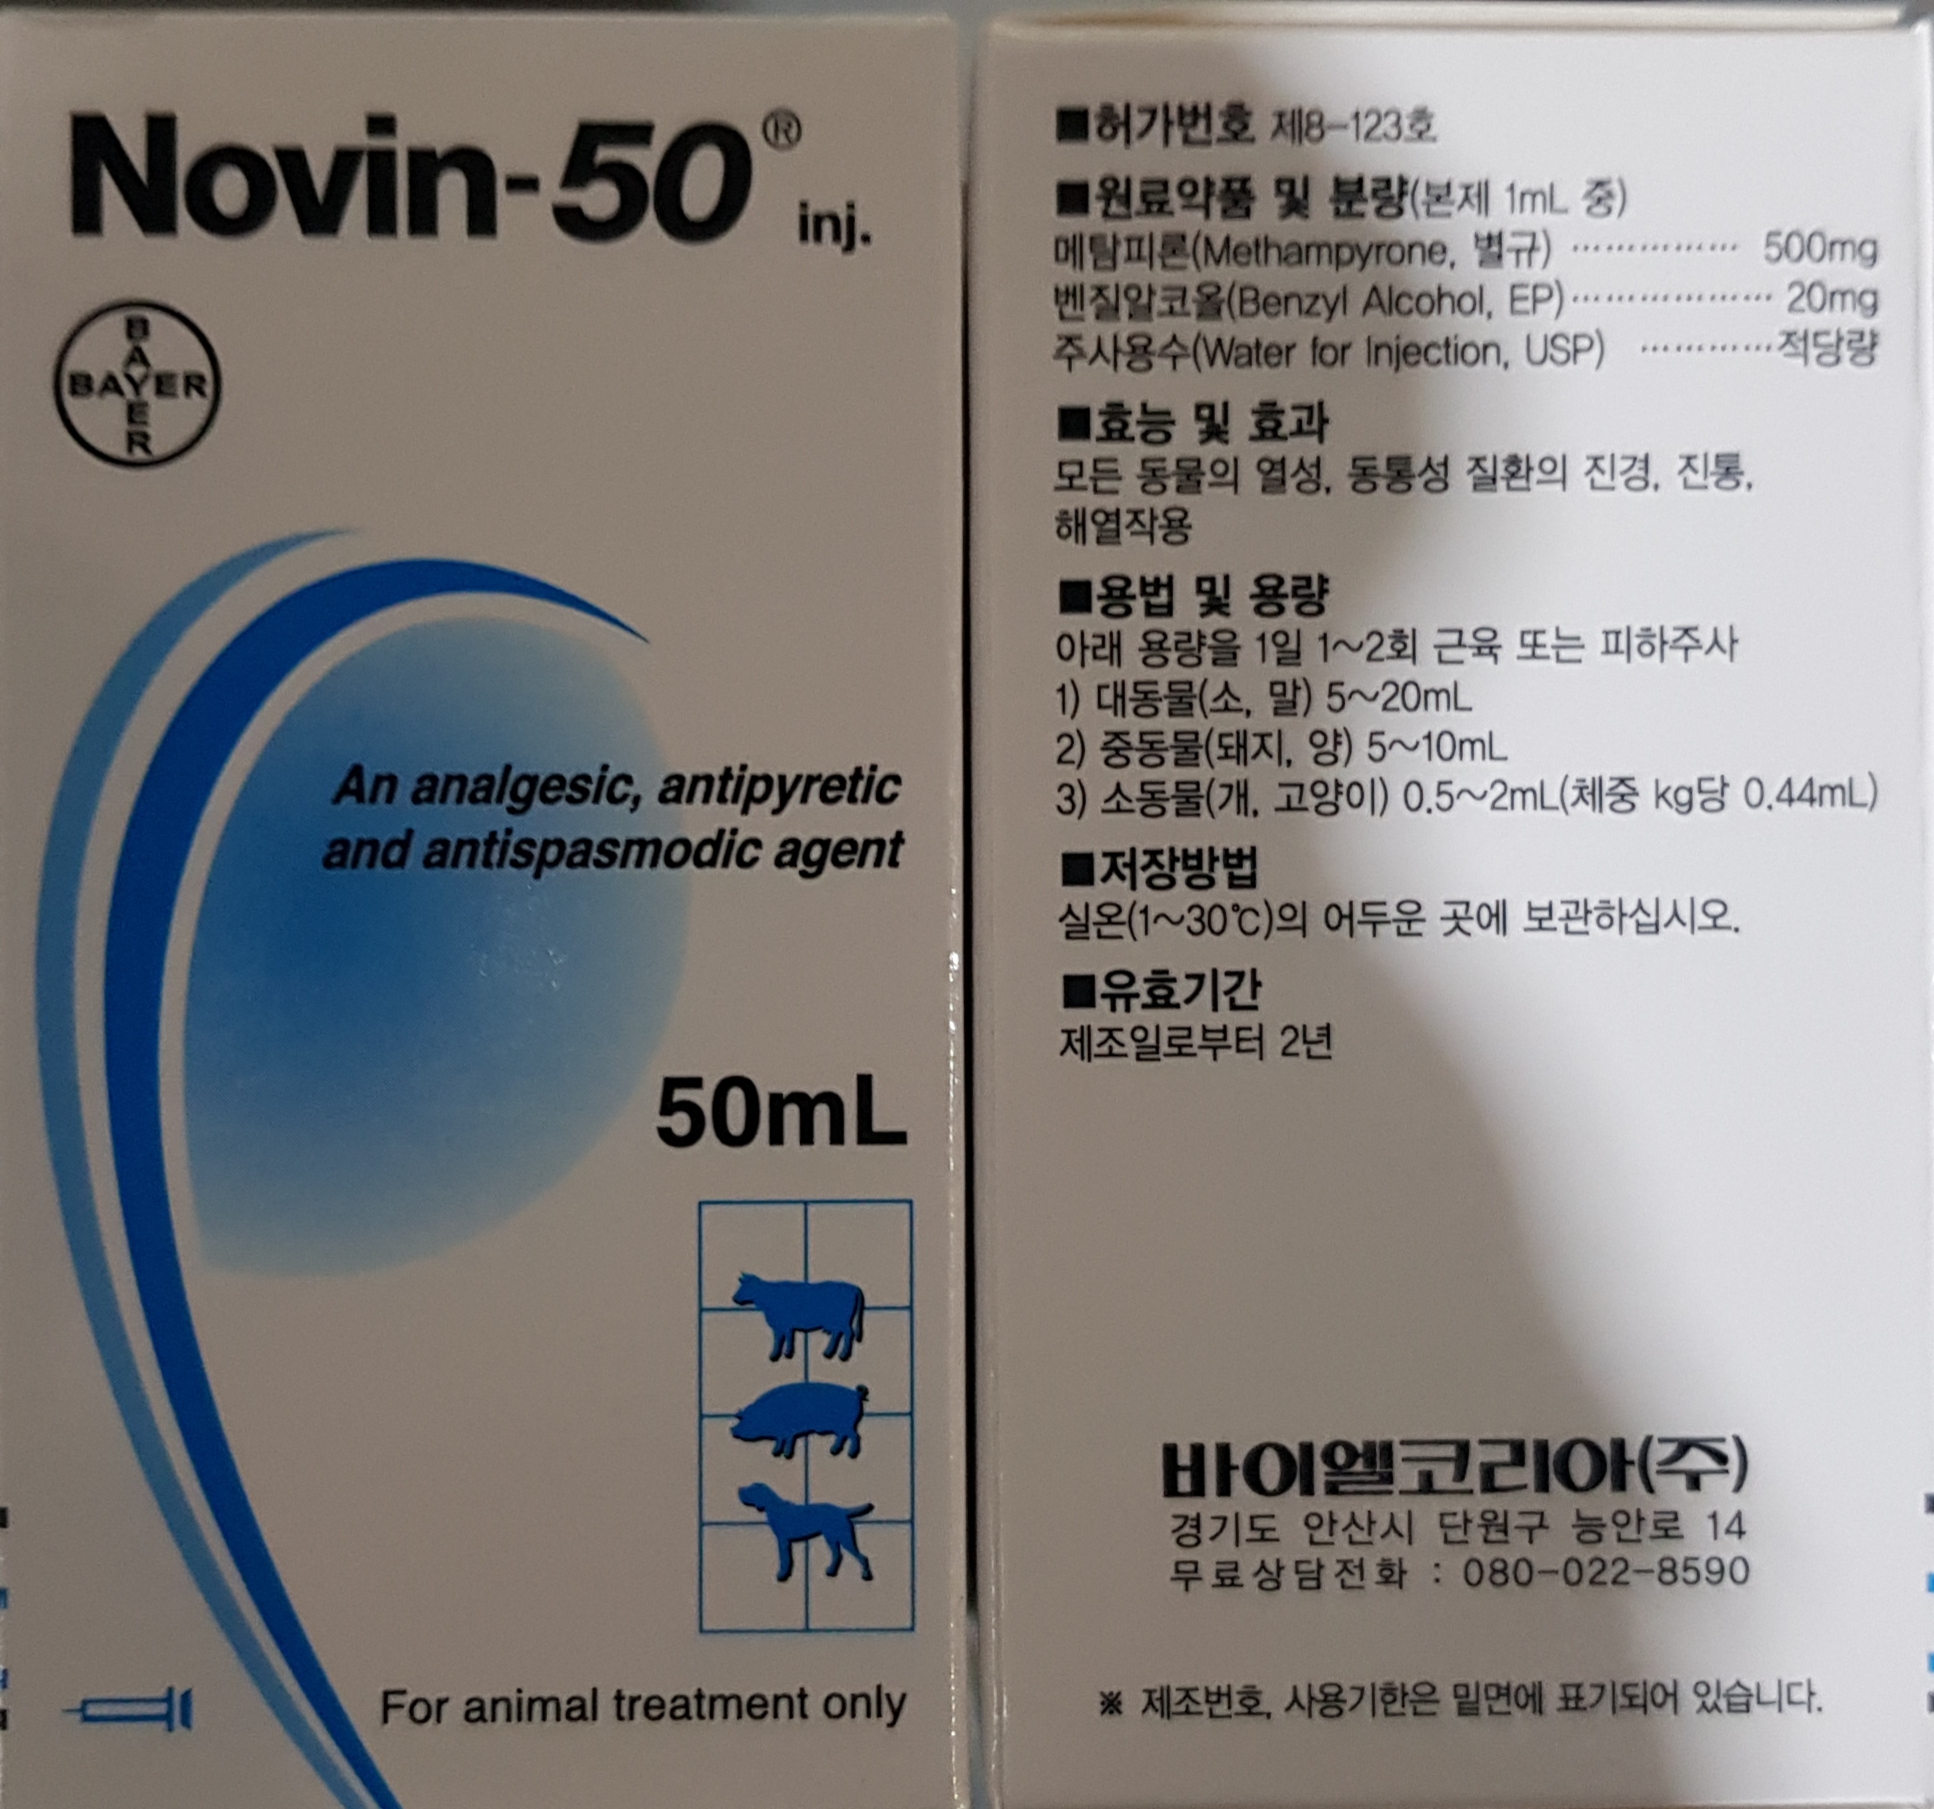 Novin-50® inj.
BAYER
BAYER
An analgesic, antipyretic
and antispasmodic agent
50mL
For animal treatment only
■허가번호 제8-123호
■원료약품 및 분량(본제 1mL 중)
메탐피론(Methampyrone, 별규) ················ 500mg
벤질알코올(Benzyl Alcohol, EP)··················· 20mg
주사용수(Water for Injection, USP) ·············적당량
■효능 및 효과
모든 동물의 열성, 동통성 질환의 진경, 진통,
해열작용
■용법 및 용량
아래 용량을 1일 1~2회 근육 또는 피하주사
1) 대동물(소, 말) 5~20mL
2) 중동물(돼지, 양) 5~10mL
3) 소동물(개, 고양이) 0.5~2mL(체중 kg당 0.44mL)
■저장방법
실온(1~30℃)의 어두운 곳에 보관하십시오.
■유효기간
제조일로부터 2년
바이엘코리아(주)
경기도 안산시 단원구 능안로 14
무료상담전화 : 080-022-8590
※ 제조번호, 사용기한은 밑면에 표기되어 있습니다.